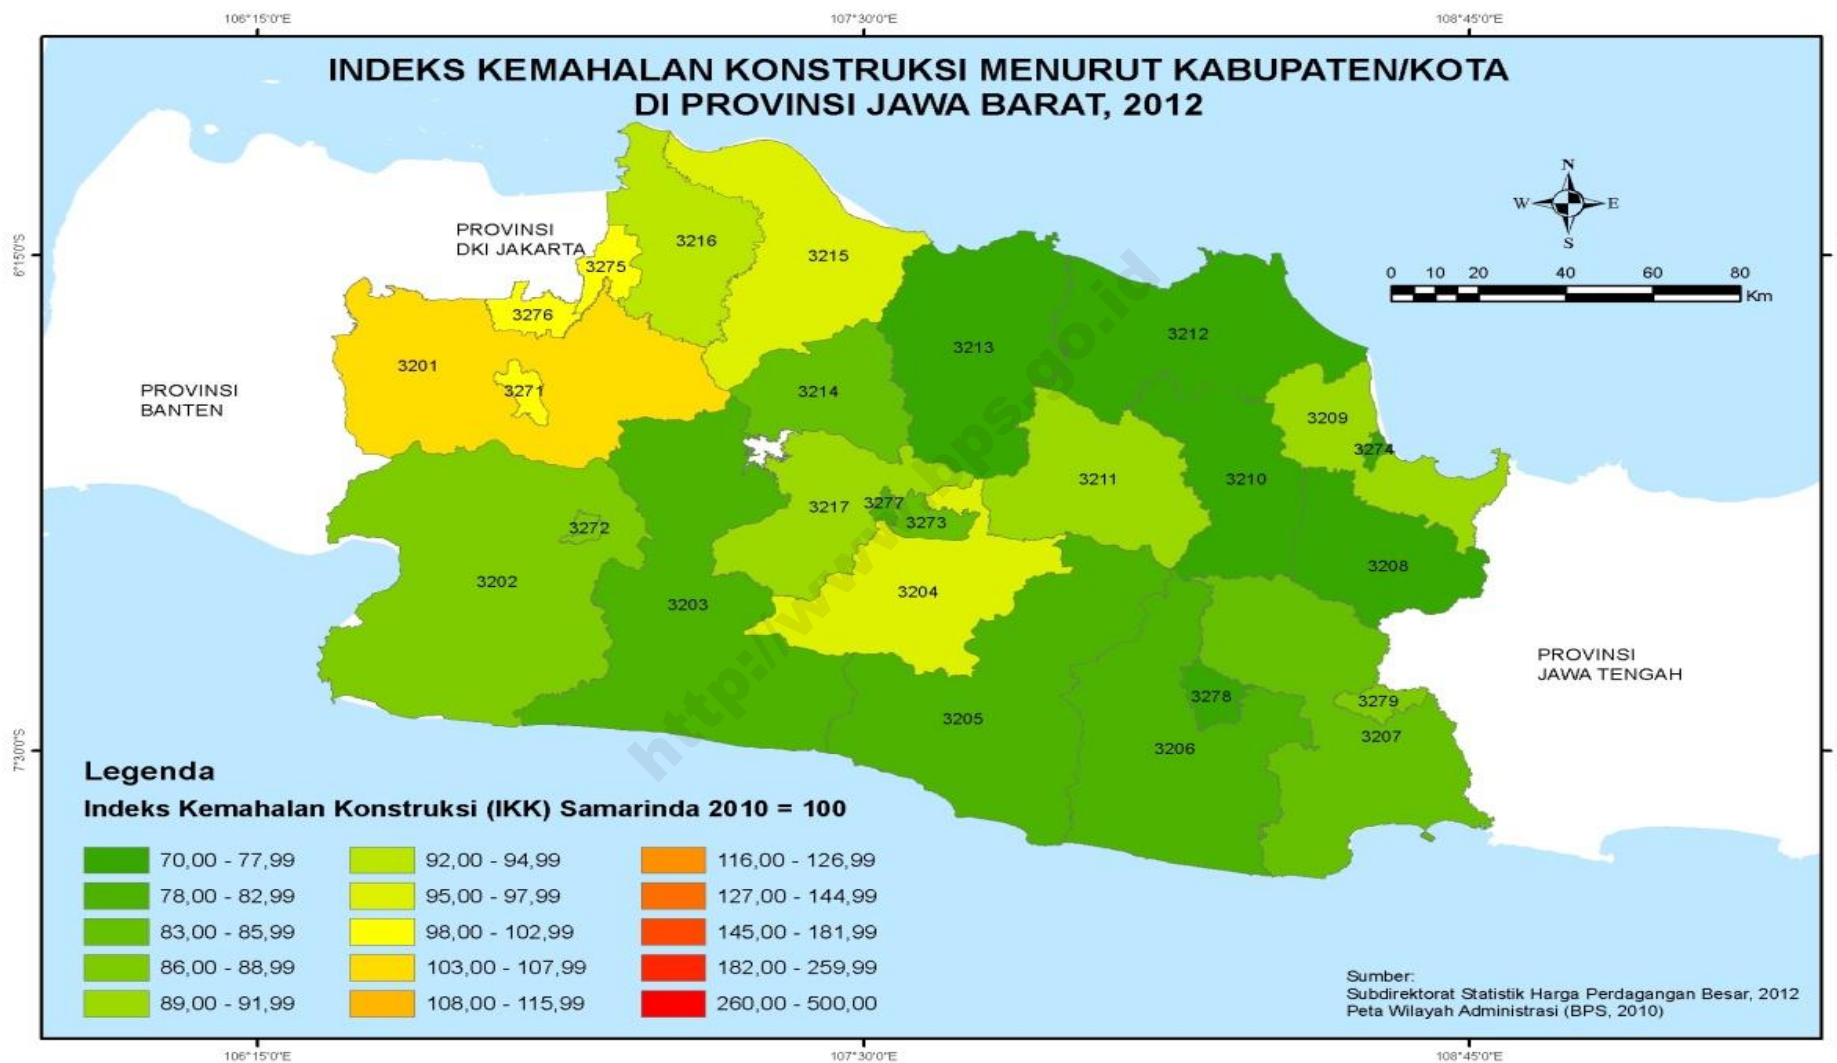 106°15'0"E
107°30'0"E
108°45'0"E
INDEKS KEMAHALAN KONSTRUKSI MENURUT KABUPATEN/KOTA
DI PROVINSI JAWA BARAT, 2012
N
W
E
S
PROVINSI
DKI JAKARTA
3216
3215
3275
6°15'0"S
0 10 20 40 60 80
Km
3276
3213
3212
3201
3271
3214
PROVINSI
BANTEN
3209
3274
3217
3277
3211
3210
3272
3273
3202
3203
3204
3208
PROVINSI
JAWA TENGAH
3278
3279
3205
3206
3207
7°30'0"S
http://www.bps.go.id
Legenda
Indeks Kemahalan Konstruksi (IKK) Samarinda 2010 = 100
70,00 - 77,99
78,00 - 82,99
83,00 - 85,99
86,00 - 88,99
89,00 - 91,99
92,00 - 94,99
95,00 - 97,99
98,00 - 102,99
103,00 - 107,99
108,00 - 115,99
116,00 - 126,99
127,00 - 144,99
145,00 - 181,99
182,00 - 259,99
260,00 - 500,00
Sumber:
Subdirektorat Statistik Harga Perdagangan Besar, 2012
Peta Wilayah Administrasi (BPS, 2010)
106°15'0"E
107°30'0"E
108°45'0"E